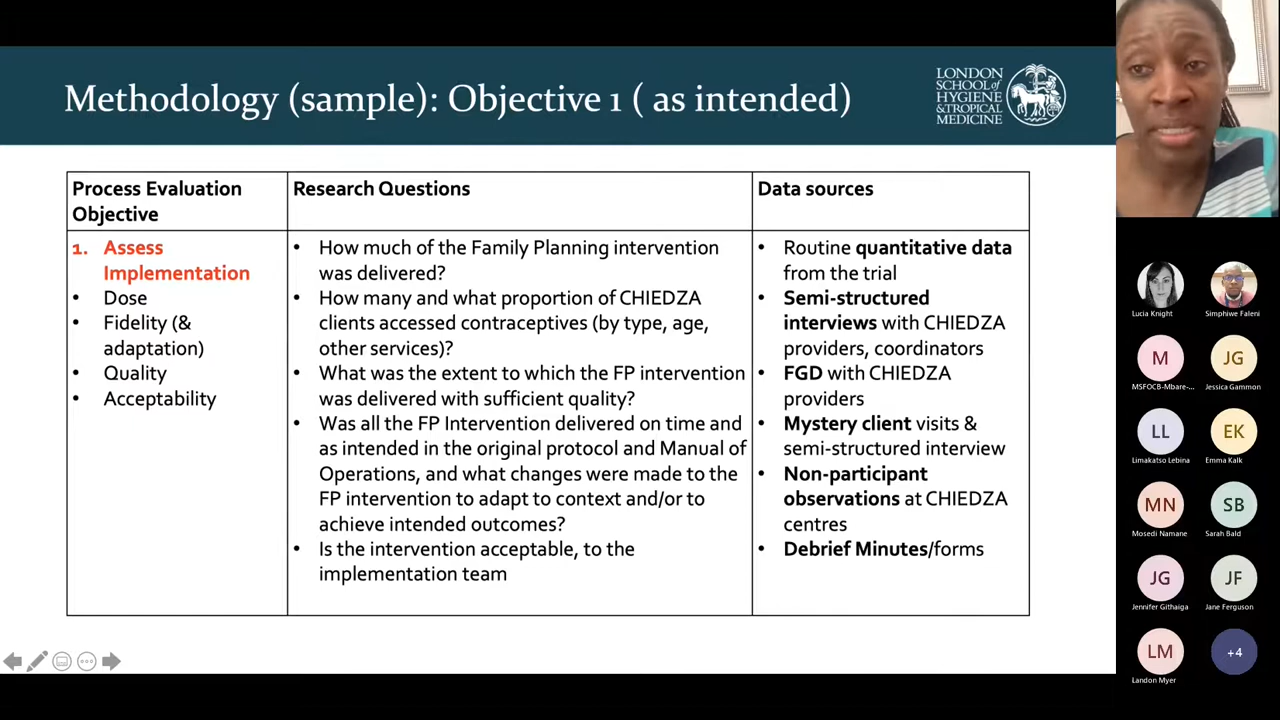 Methodology (sample): Objective 1 ( as intended)
LONDON
SCHOOL of
HYGIENE
&TROPICAL
MEDICINE
Process Evaluation
Objective
Research Questions
Data sources
1. Assess
Implementation
• Dose
• Fidelity (&
adaptation)
• Quality
• Acceptability
• How much of the Family Planning intervention
was delivered?
• How many and what proportion of CHIEDZA
clients accessed contraceptives (by type, age,
other services)?
• What was the extent to which the FP intervention
was delivered with sufficient quality?
• Was all the FP Intervention delivered on time and
as intended in the original protocol and Manual of
Operations, and what changes were made to the
FP intervention to adapt to context and/or to
achieve intended outcomes?
• Is the intervention acceptable, to the
implementation team
• Routine quantitative data
from the trial
• Semi-structured
interviews with CHIEDZA
providers, coordinators
• FGD with CHIEDZA
providers
• Mystery client visits &
semi-structured interview
• Non-participant
observations at CHIEDZA
centres
• Debrief Minutes/forms
Lucia Knight
Simphiwe Faleni
M
MSFOCB-Mbare-...
JG
Jessica Gammon
LL
Limakatso Lebina
EK
Emma Kalk
MN
Mosedi Namane
SB
Sarah Bald
JG
Jennifer Githaiga
JF
Jane Ferguson
LM
Landon Myer
+4